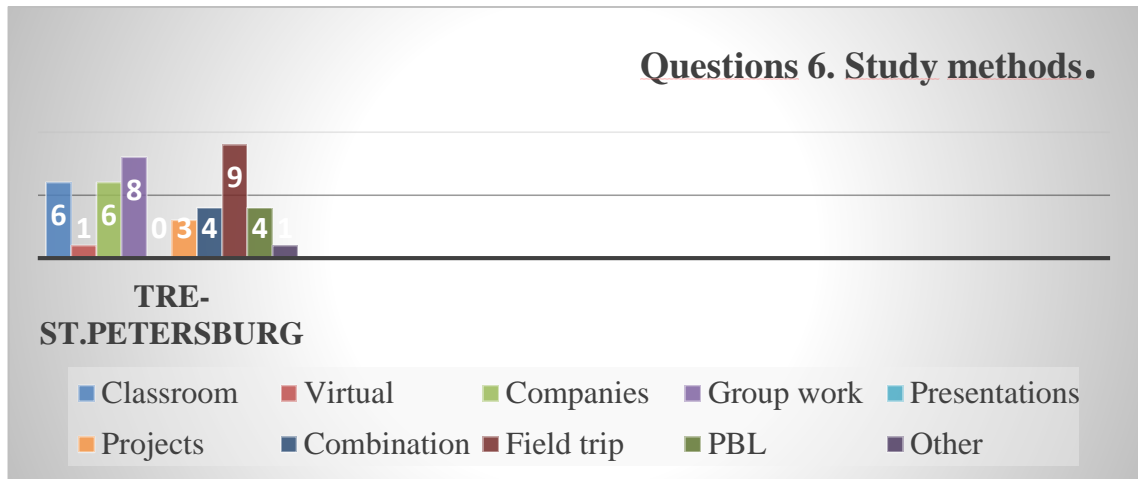 Questions 6. Study methods.
6 1 6 8 0 3 4 9 4 1
TRE-
ST.PETERSBURG
Classroom Virtual Companies Group work Presentations
Projects Combination Field trip PBL Other